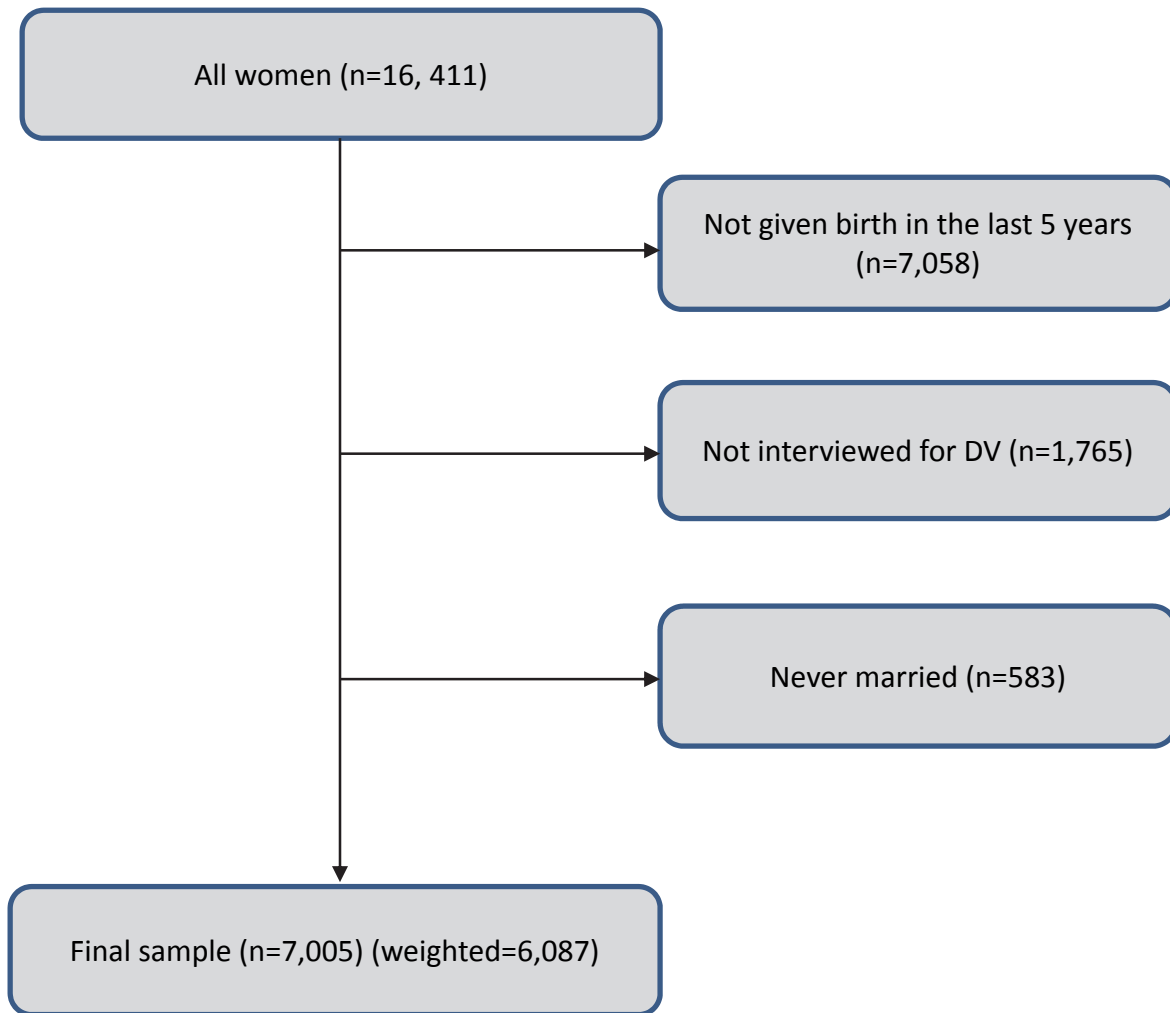 All women (n=16, 411)
Not given birth in the last 5 years
(n=7,058)
Not interviewed for DV (n=1,765)
Never married (n=583)
Final sample (n=7,005) (weighted=6,087)